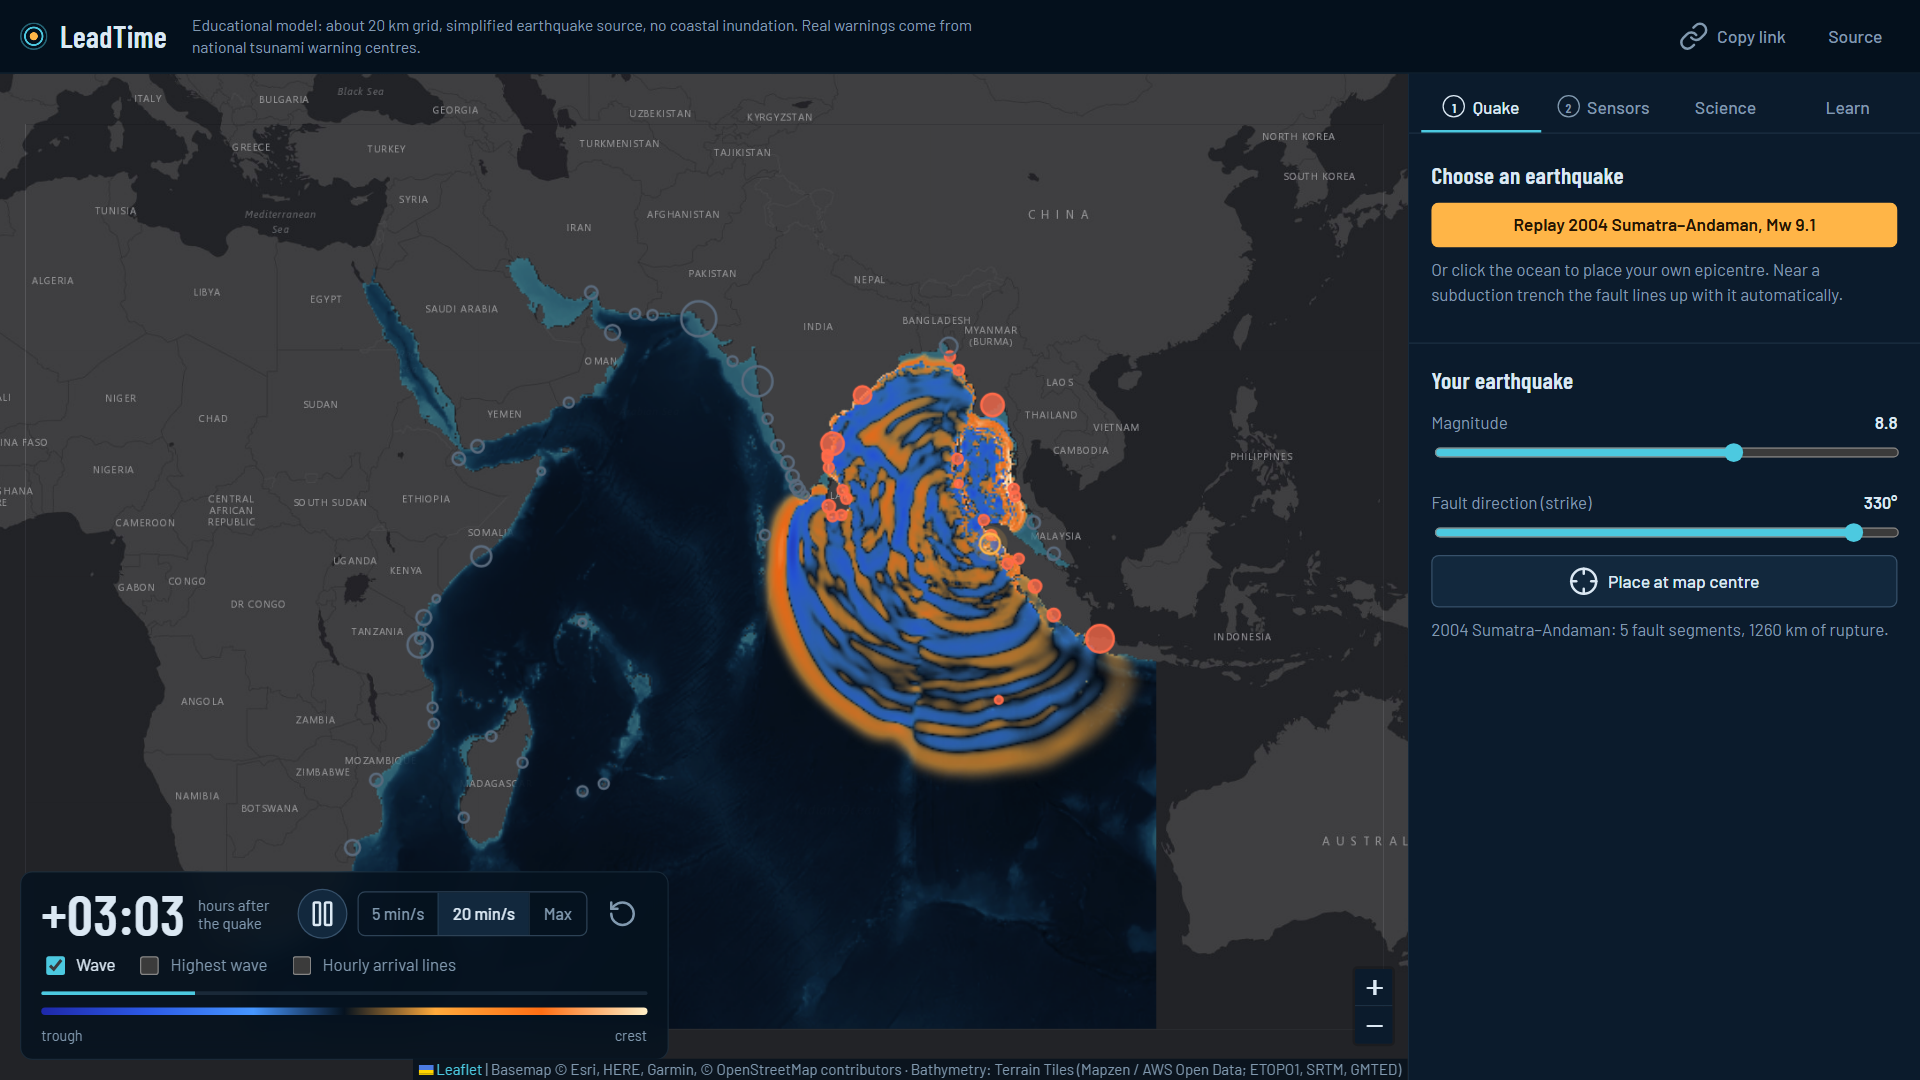 LeadTime
Educational model: about 20 km grid, simplified earthquake source, no coastal inundation. Real warnings come from
national tsunami warning centres.
Copy link
Source
1 Quake
2 Sensors
Science
Learn
Choose an earthquake
Replay 2004 Sumatra–Andaman, Mw 9.1
Or click the ocean to place your own epicentre. Near a
subduction trench the fault lines up with it automatically.
Your earthquake
Magnitude 8.8
Fault direction (strike) 330°
Place at map centre
2004 Sumatra–Andaman: 5 fault segments, 1260 km of rupture.
ITALY
BULGARIA
Black Sea
GEORGIA
UZBEKISTAN
KYRGYZSTAN
GREECE
TURKEY
TURKMENISTAN
TAJIKISTAN
NORTH KOREA
SOUTH KOREA
TUNISIA
Mediterranean
Sea
SYRIA
AFGHANISTAN
CHINA
IRAN
ALGERIA
LIBYA
EGYPT
SAUDI ARABIA
PAKISTAN
NEPAL
INDIA
BANGLADESH
MYANMAR
(BURMA)
OMAN
LAOS
NIGER
CHAD
SUDAN
YEMEN
THAILAND
VIETNAM
CAMBODIA
PHILIPPINES
INA FASO
NIGERIA
CENTRAL
AFRICAN
REPUBLIC
SOUTH SUDAN
ETHIOPIA
CAMEROON
SOMALI
MALAYSIA
UGANDA
KENYA
GABON
CONGO
DR CONGO
TANZANIA
INDONESIA
ANGOLA
ZAMBIA
MOZAMBIC
ZIMBABWE
ADAGASC
NAMIBIA
BOTSWANA
AUSTRAL
+03:03
hours after
the quake
5 min/s
20 min/s
Max
Wave
Highest wave
Hourly arrival lines
trough
crest
+
−
Leaflet | Basemap © Esri, HERE, Garmin, © OpenStreetMap contributors · Bathymetry: Terrain Tiles (Mapzen / AWS Open Data; ETOPO1, SRTM, GMTED)